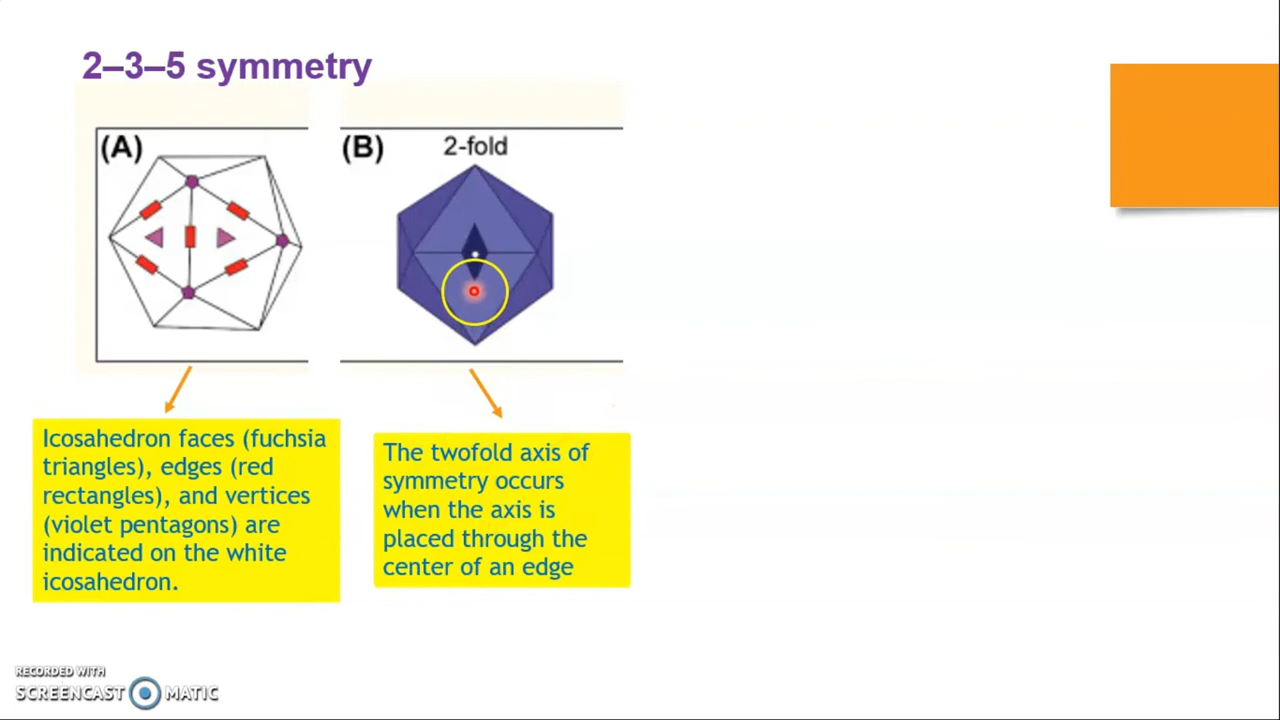 2–3–5 symmetry
(A)
(B)
2-fold
Icosahedron faces (fuchsia
triangles), edges (red
rectangles), and vertices
(violet pentagons) are
indicated on the white
icosahedron.
The twofold axis of
symmetry occurs
when the axis is
placed through the
center of an edge
RECORDED WITH
SCREENCAST MATIC